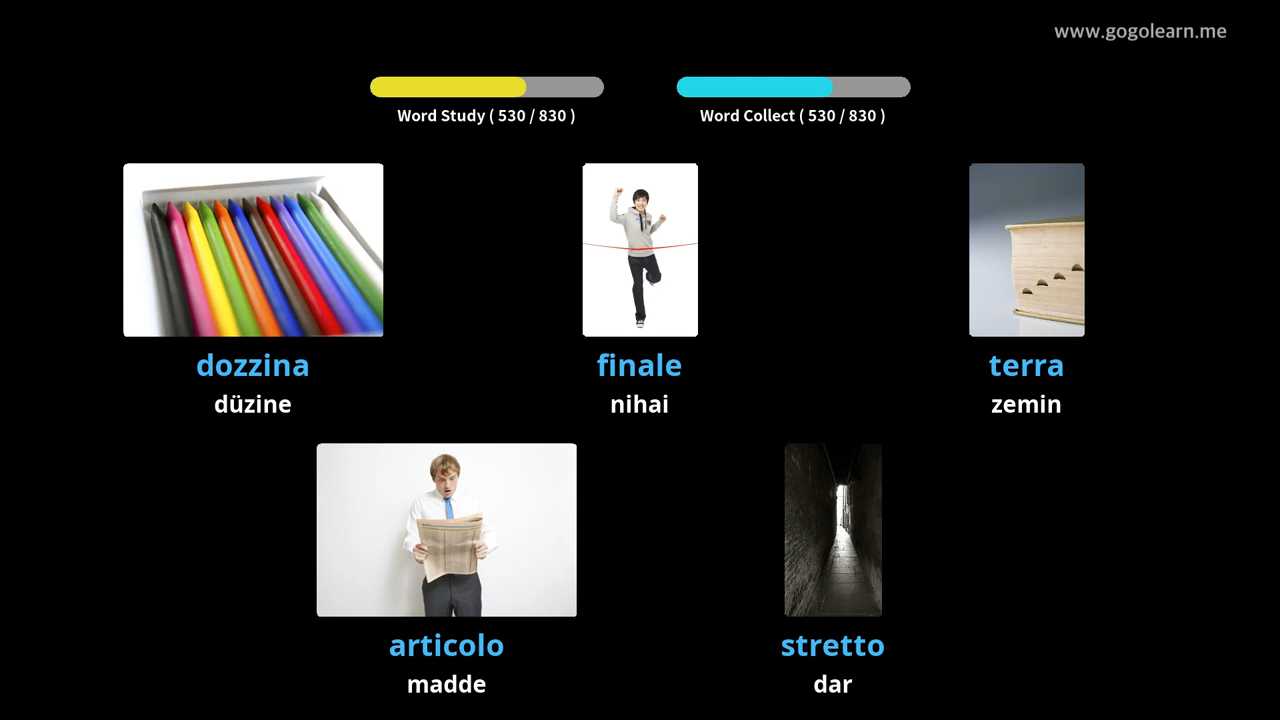 www.gogolearn.me
Word Study ( 530 / 830 )
Word Collect ( 530 / 830 )
dozzina
düzine
finale
nihai
terra
zemin
articolo
madde
stretto
dar